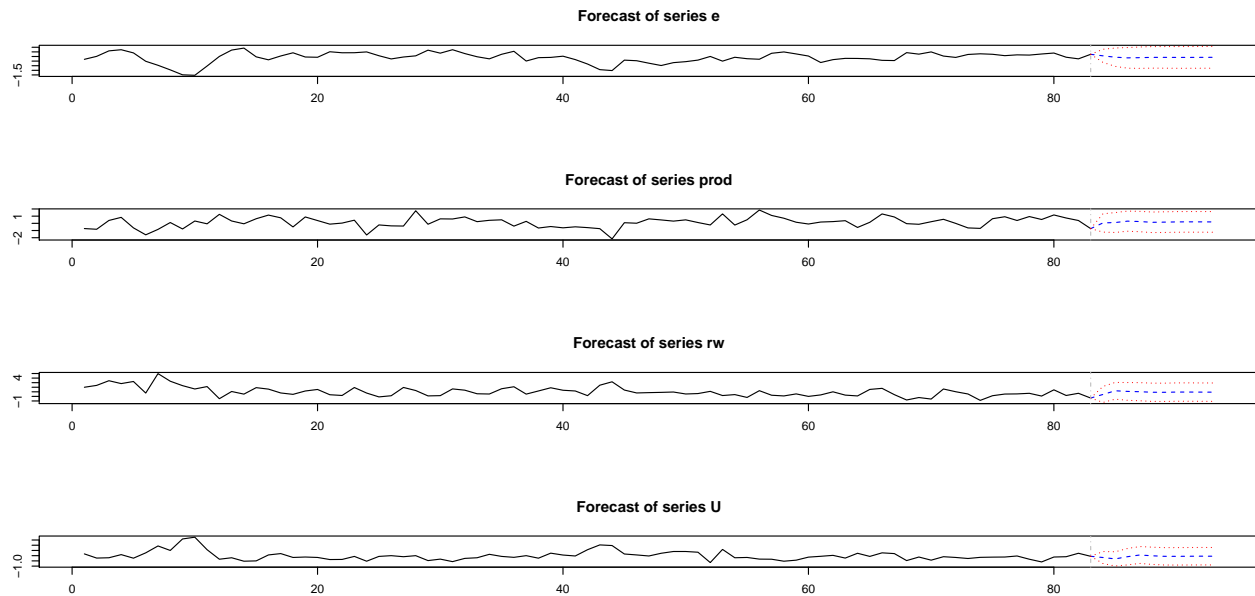 Forecast of series e
-1.5
0 20 40 60 80
Forecast of series prod
1
-2
0 20 40 60 80
Forecast of series rw
4
-1
0 20 40 60 80
Forecast of series U
-1.0
0 20 40 60 80